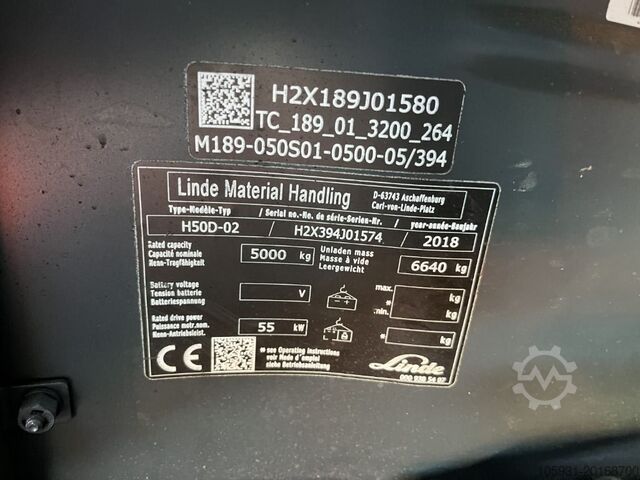 H2X189J01580
TC_189_01_3200_264
M189-050S01-0500-05/394
Linde Material Handling
D-63743 Aschaffenburg
Carl-von-Linde-Platz
Type-Modèle-Typ / Serial no.-No. de série-Serien-Nr. / year-année-Baujahr
H50D-02 / H2X394J01574 / 2018
Rated capacity
Capacité nominale
Nenn-Tragfähigkeit
5000 kg
Unladen mass
Masse à vide
Leergewicht
6640 kg
Battery voltage
Tension batterie
Batteriespannung
V
max.
* kg
min.
kg
Rated drive power
Puissance motr.nom.
Nenn-Antriebsleist.
55 kW
* kg
CE
* see Operating instructions
voir Mode d'emploi
siehe Betriebsanleitung
Linde
105931-20168700